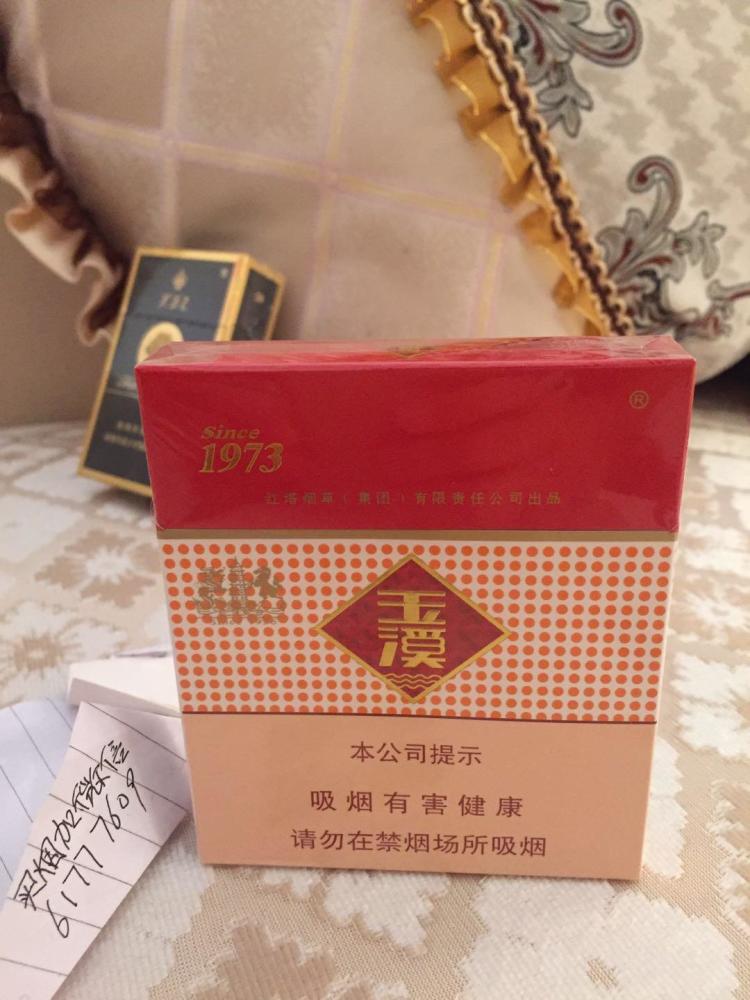 Since
1973
®
红塔烟草（集团）有限责任公司出品
玉溪
本公司提示
吸烟有害健康
请勿在禁烟场所吸烟
买烟加微信
61777609